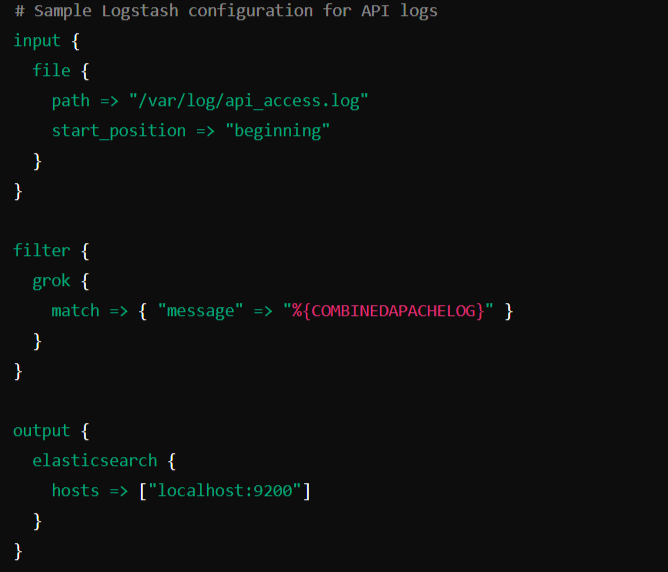 # Sample Logstash configuration for API logs
input {
  file {
    path => "/var/log/api_access.log"
    start_position => "beginning"
  }
}

filter {
  grok {
    match => { "message" => "%{COMBINEDAPACHELOG}" }
  }
}

output {
  elasticsearch {
    hosts => ["localhost:9200"]
  }
}